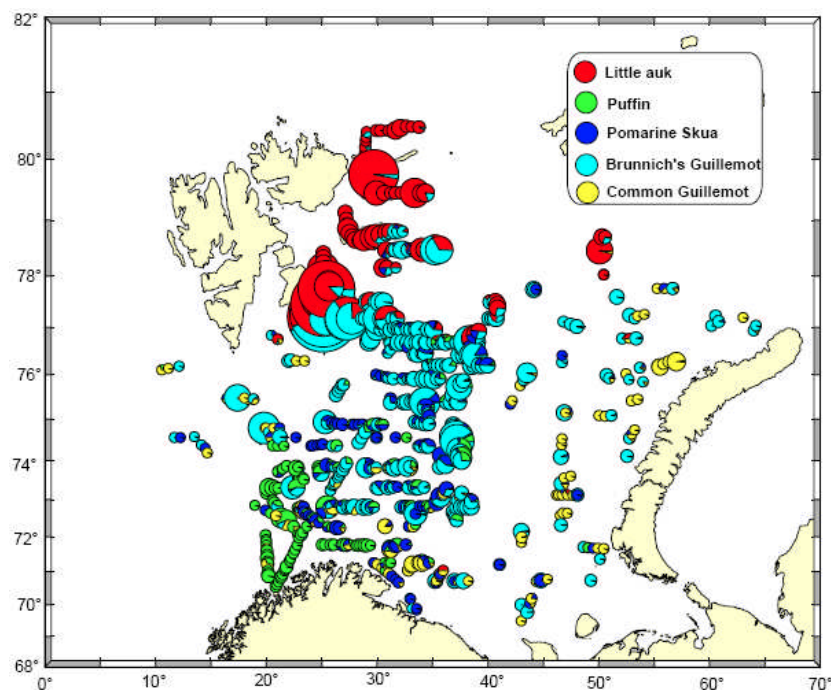 82°
80°
78°
76°
74°
72°
70°
68°
Little auk
Puffin
Pomarine Skua
Brunnich's Guillemot
Common Guillemot
0° 10° 20° 30° 40° 50° 60° 70°